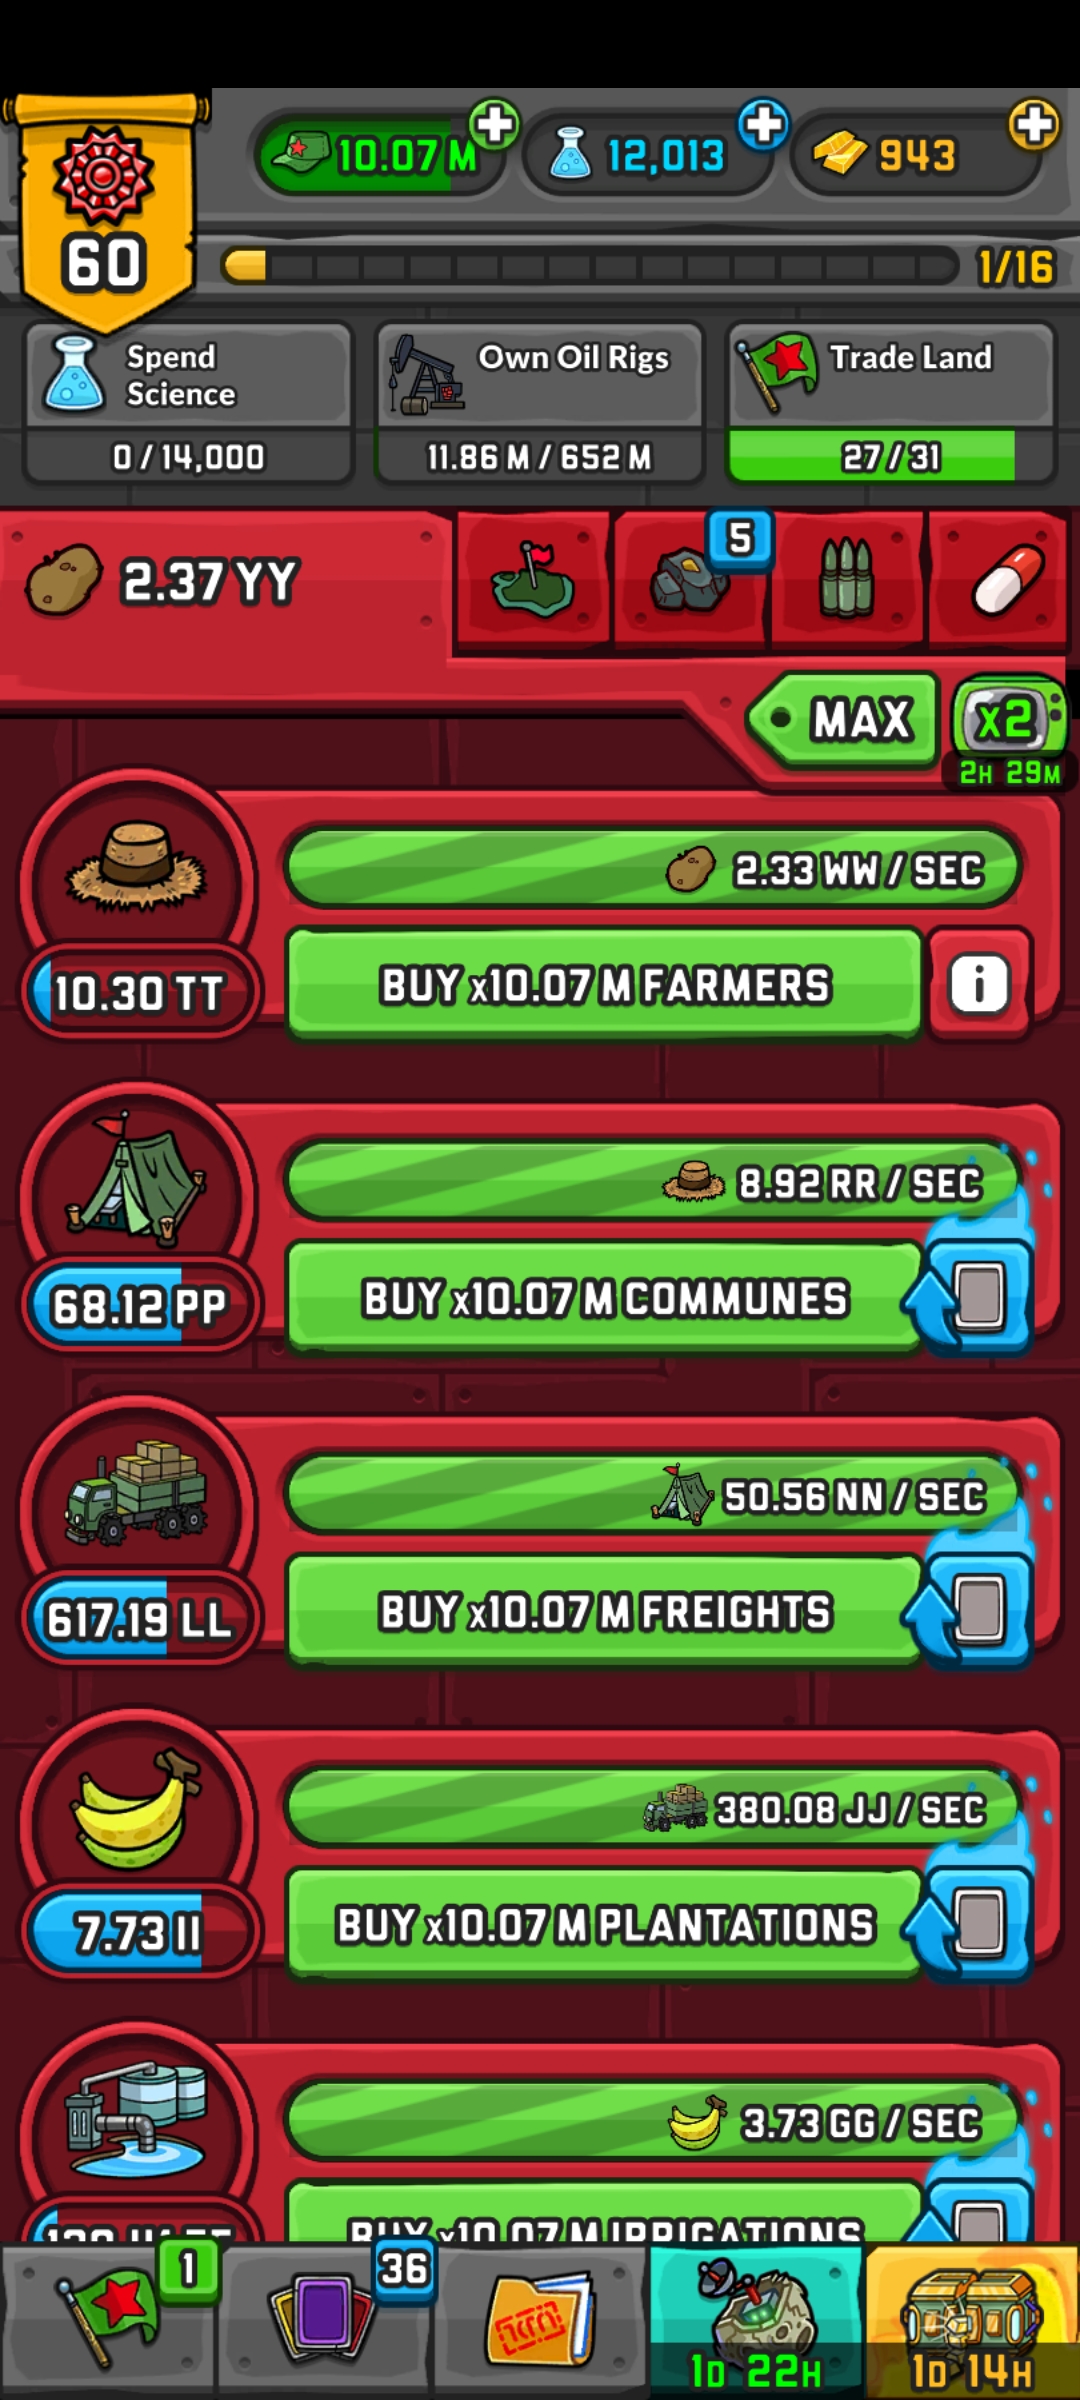 60
10.07 M
12,013
943
1/16
Spend
Science
0 / 14,000
Own Oil Rigs
11.86 M / 652 M
Trade Land
27 / 31
2.37 YY
5
MAX
x2
2H 29M
2.33 WW / SEC
10.30 TT
BUY x10.07 M FARMERS
i
8.92 RR / SEC
68.12 PP
BUY x10.07 M COMMUNES
50.56 NN / SEC
617.19 LL
BUY x10.07 M FREIGHTS
380.08 JJ / SEC
7.73 II
BUY x10.07 M PLANTATIONS
3.73 GG / SEC
BUY x10.07 M IRRIGATIONS
1
36
1D 22H
1D 14H